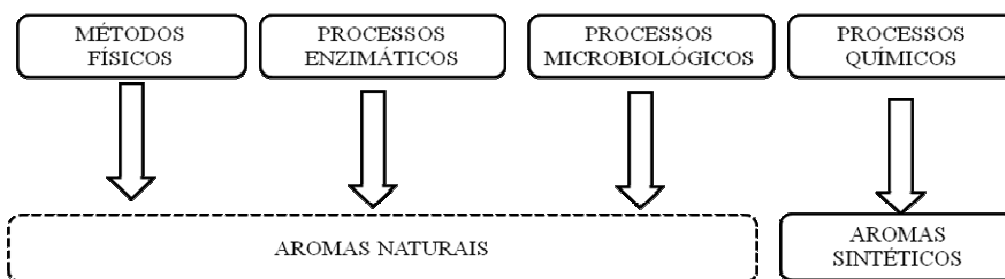 MÉTODOS
FÍSICOS
PROCESSOS
ENZIMÁTICOS
PROCESSOS
MICROBIOLÓGICOS
PROCESSOS
QUÍMICOS
AROMAS NATURAIS
AROMAS
SINTÉTICOS